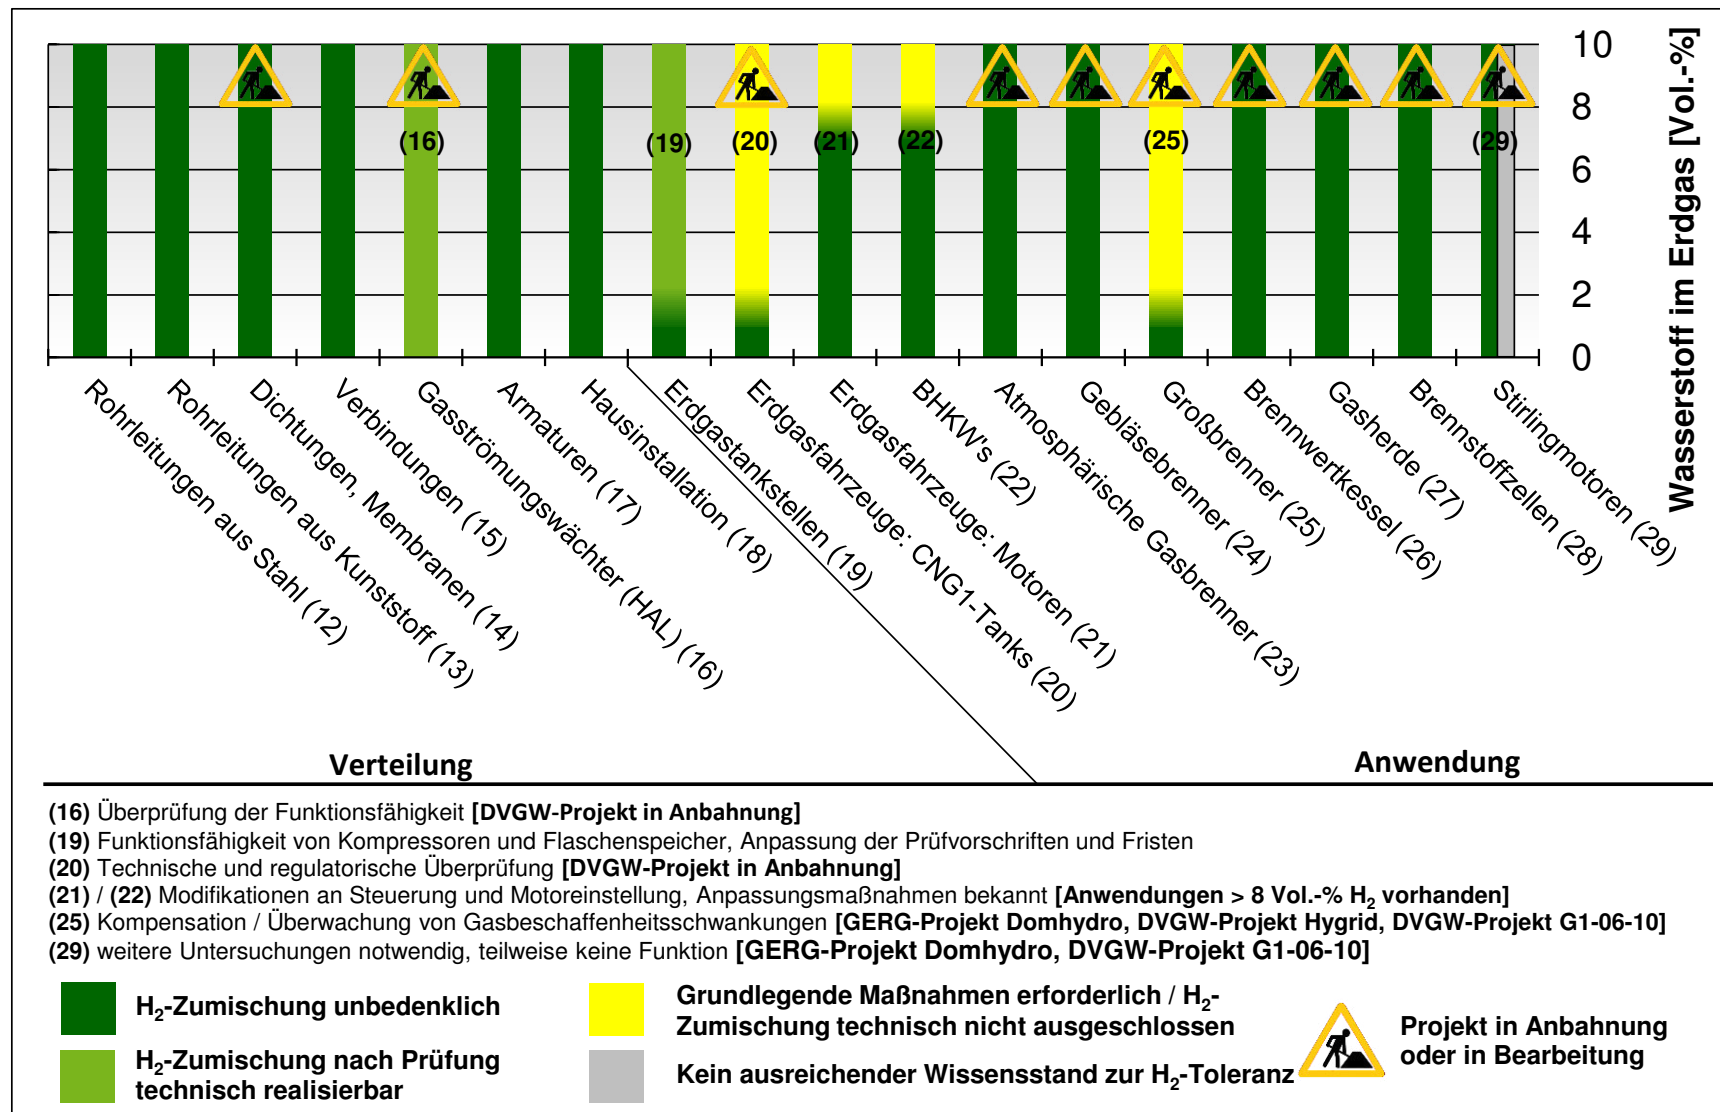 10
8
6
4
2
0
Wasserstoff im Erdgas [Vol.-%]
(16)
(19)
(20)
(21)
(22)
(25)
(29)
Rohrleitungen aus Stahl (12)
Rohrleitungen aus Kunststoff (13)
Dichtungen, Membranen (14)
Verbindungen (15)
Gasströmungswächter (HAL) (16)
Armaturen (17)
Hausinstallation (18)
Erdgastankstellen (19)
Erdgasfahrzeuge: CNG1-Tanks (20)
Erdgasfahrzeuge: Motoren (21)
BHKW's (22)
Atmosphärische Gasbrenner (23)
Gebläsebrenner (24)
Großbrenner (25)
Brennwertkessel (26)
Gasherde (27)
Brennstoffzellen (28)
Stirlingmotoren (29)
Verteilung
Anwendung
(16) Überprüfung der Funktionsfähigkeit [DVGW-Projekt in Anbahnung]
(19) Funktionsfähigkeit von Kompressoren und Flaschenspeicher, Anpassung der Prüfvorschriften und Fristen
(20) Technische und regulatorische Überprüfung [DVGW-Projekt in Anbahnung]
(21) / (22) Modifikationen an Steuerung und Motoreinstellung, Anpassungsmaßnahmen bekannt [Anwendungen > 8 Vol.-% H₂ vorhanden]
(25) Kompensation / Überwachung von Gasbeschaffenheitsschwankungen [GERG-Projekt Domhydro, DVGW-Projekt Hygrid, DVGW-Projekt G1-06-10]
(29) weitere Untersuchungen notwendig, teilweise keine Funktion [GERG-Projekt Domhydro, DVGW-Projekt G1-06-10]
H₂-Zumischung unbedenklich
H₂-Zumischung nach Prüfung
technisch realisierbar
Grundlegende Maßnahmen erforderlich / H₂-
Zumischung technisch nicht ausgeschlossen
Kein ausreichender Wissensstand zur H₂-Toleranz
Projekt in Anbahnung
oder in Bearbeitung